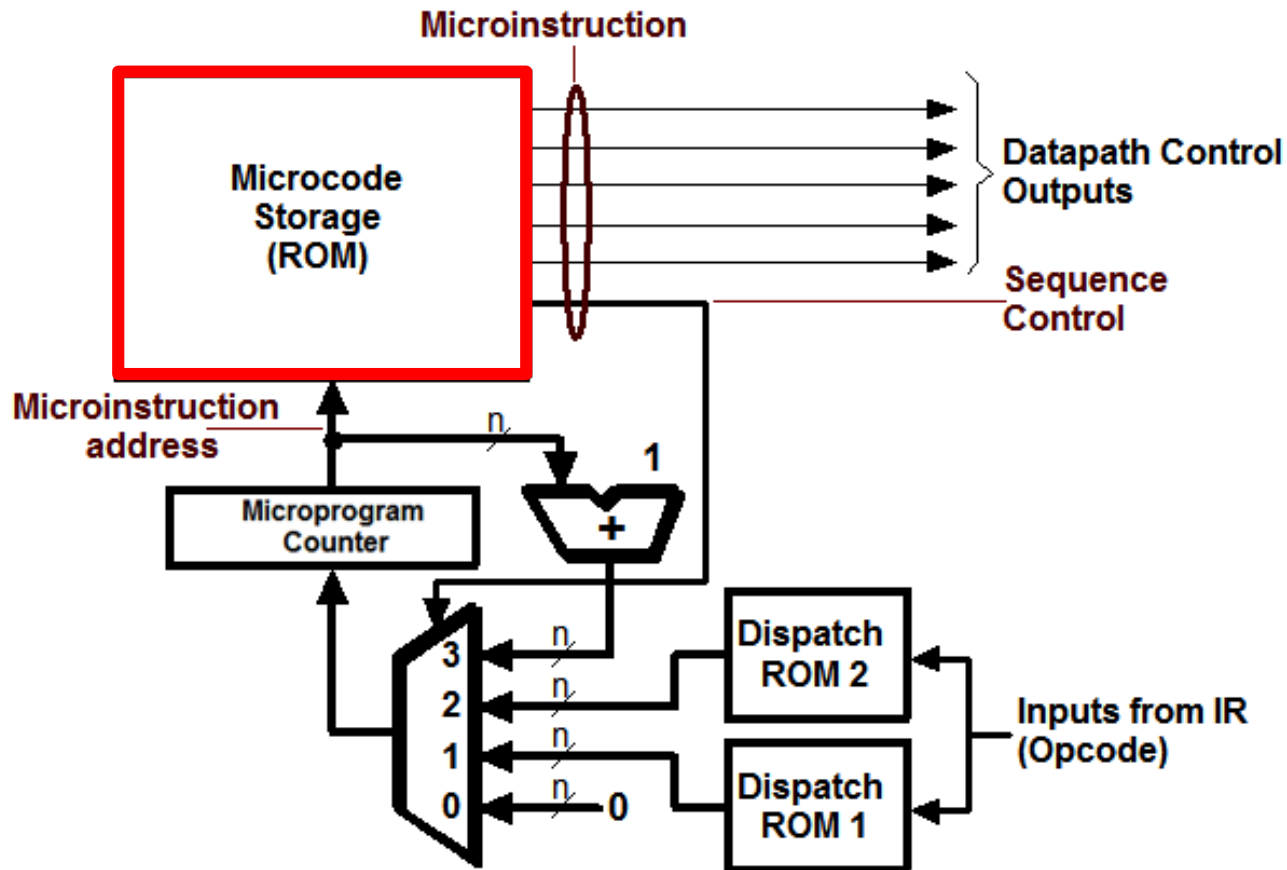 Microinstruction
Microcode
Storage
(ROM)
Datapath Control
Outputs
Sequence
Control
Microinstruction
address
n
1
Microprogram
Counter
+
3
n
2
n
1
n
0
n
0
Dispatch
ROM 2
Dispatch
ROM 1
Inputs from IR
(Opcode)